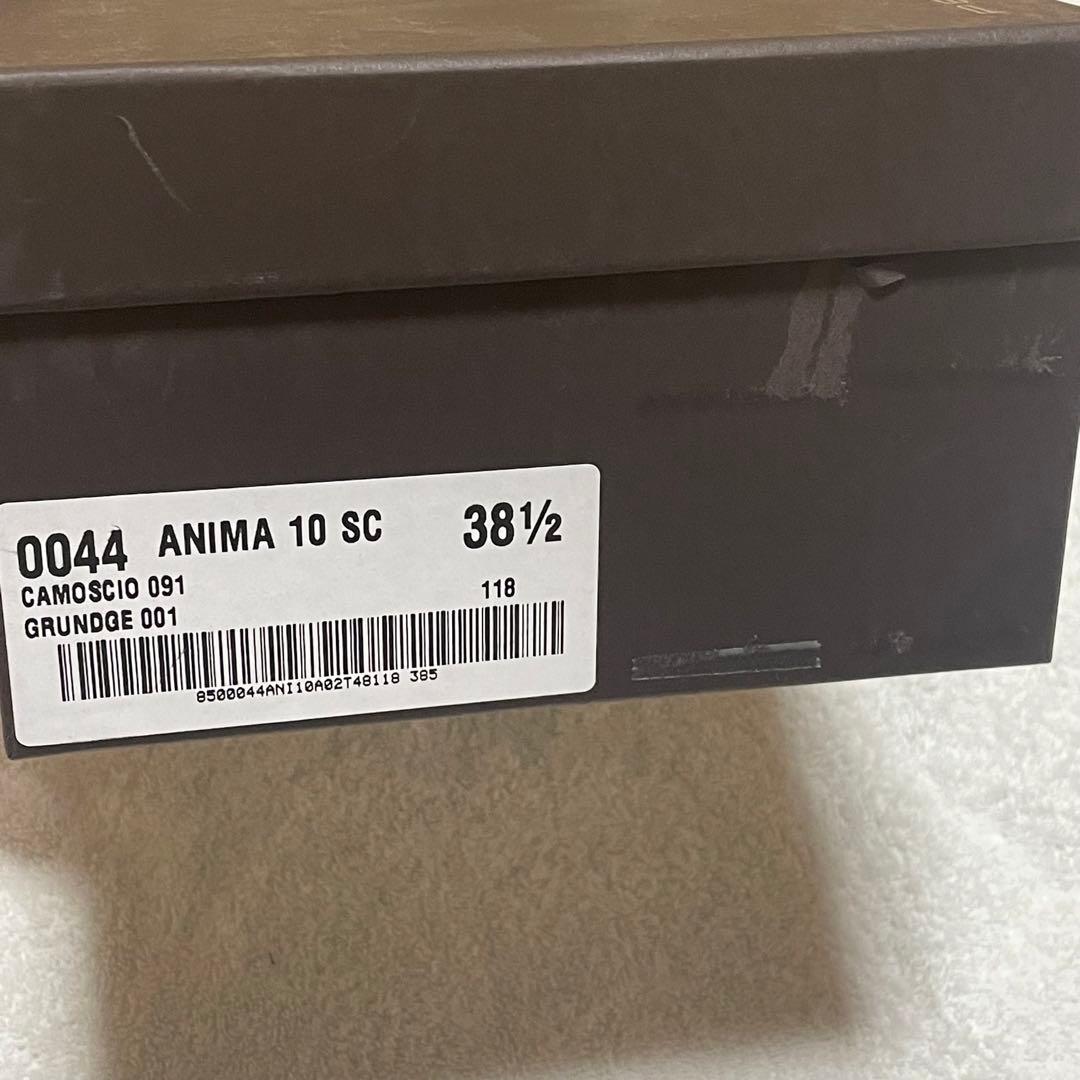 0044 ANIMA 10 SC 38½
CAMOSCIO 091 118
GRUNDGE 001
8500044ANI10A02T48118 385